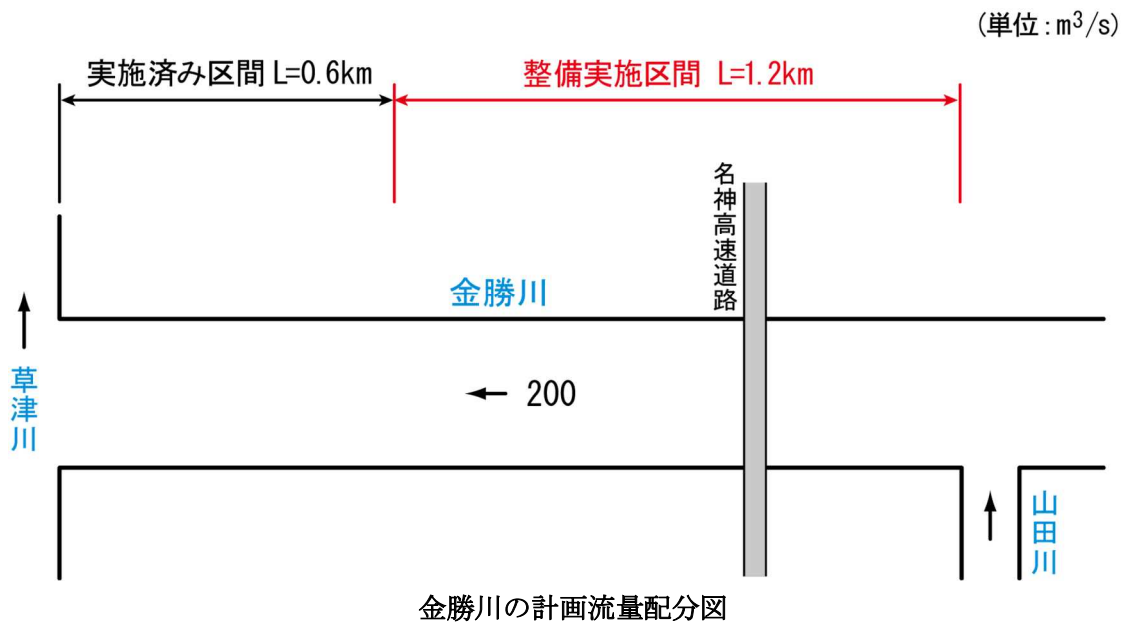 (単位:m³/s)
実施済み区間 L=0.6km
整備実施区間 L=1.2km
名神高速道路
金勝川
草津川
← 200
山田川
金勝川の計画流量配分図